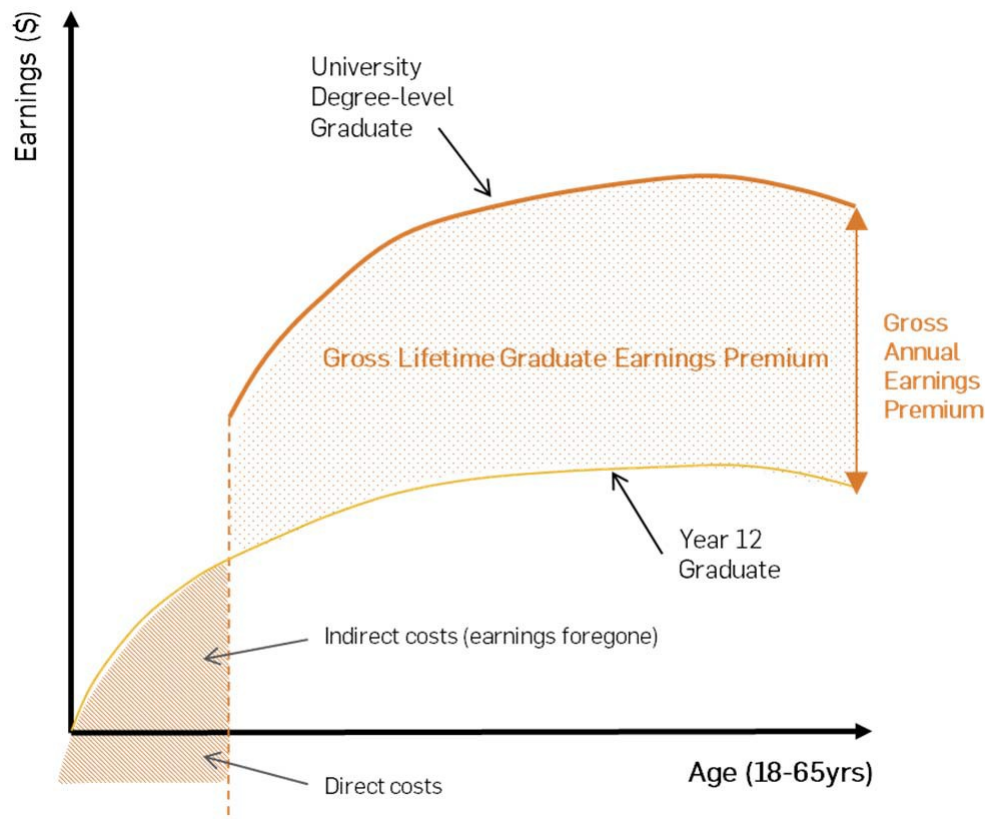 Earnings ($)
University
Degree-level
Graduate
Gross Lifetime Graduate Earnings Premium
Gross
Annual
Earnings
Premium
Year 12
Graduate
Indirect costs (earnings foregone)
Direct costs
Age (18-65yrs)